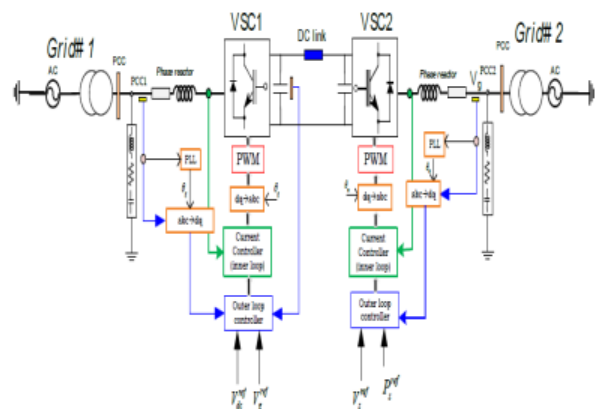 VSC1
DC link
VSC2
Grid# 1
Grid# 2
PCC
PCC
AC
AC
PCC1
PCC2
Phase reactor
Phase reactor
PLL
PLL
PWM
PWM
abc→dq
abc→dq
dq→abc
dq→abc
Current
Controller
(inner loop)
Current
Controller
(inner loop)
Outer loop
controller
Outer loop
controller